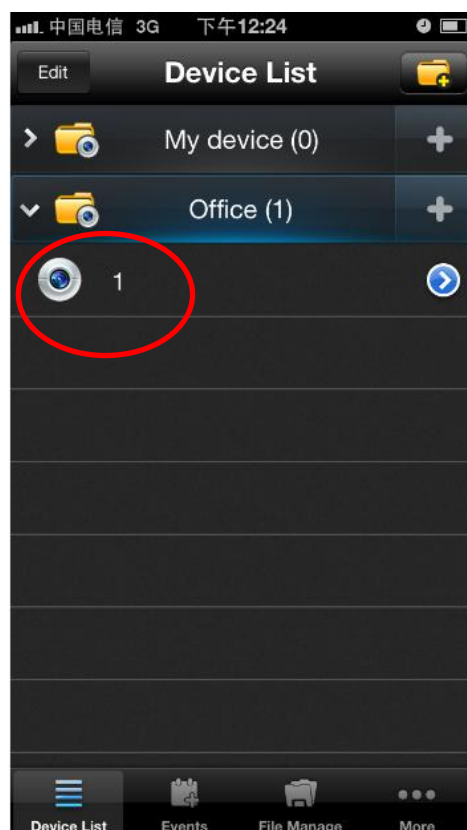 中国电信 3G 下午12:24
Edit Device List
My device (0)
Office (1)
1
Device List Events File Manage More